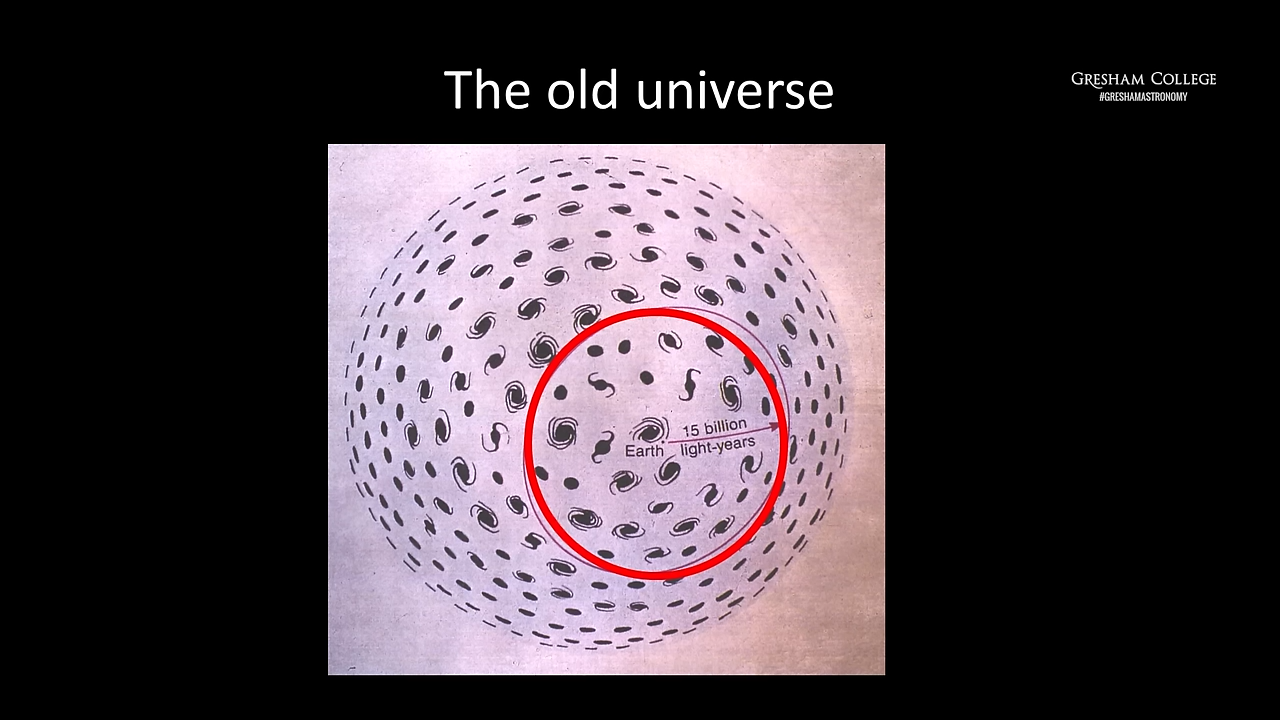 The old universe
GRESHAM COLLEGE
#GRESHAMASTRONOMY
15 billion
Earth light-years